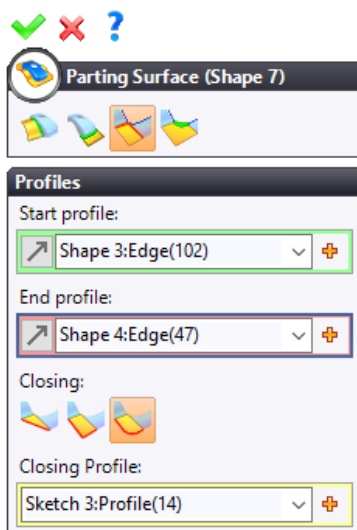 ?
Parting Surface (Shape 7)
Profiles
Start profile:
Shape 3:Edge(102)
End profile:
Shape 4:Edge(47)
Closing:
Closing Profile:
Sketch 3:Profile(14)